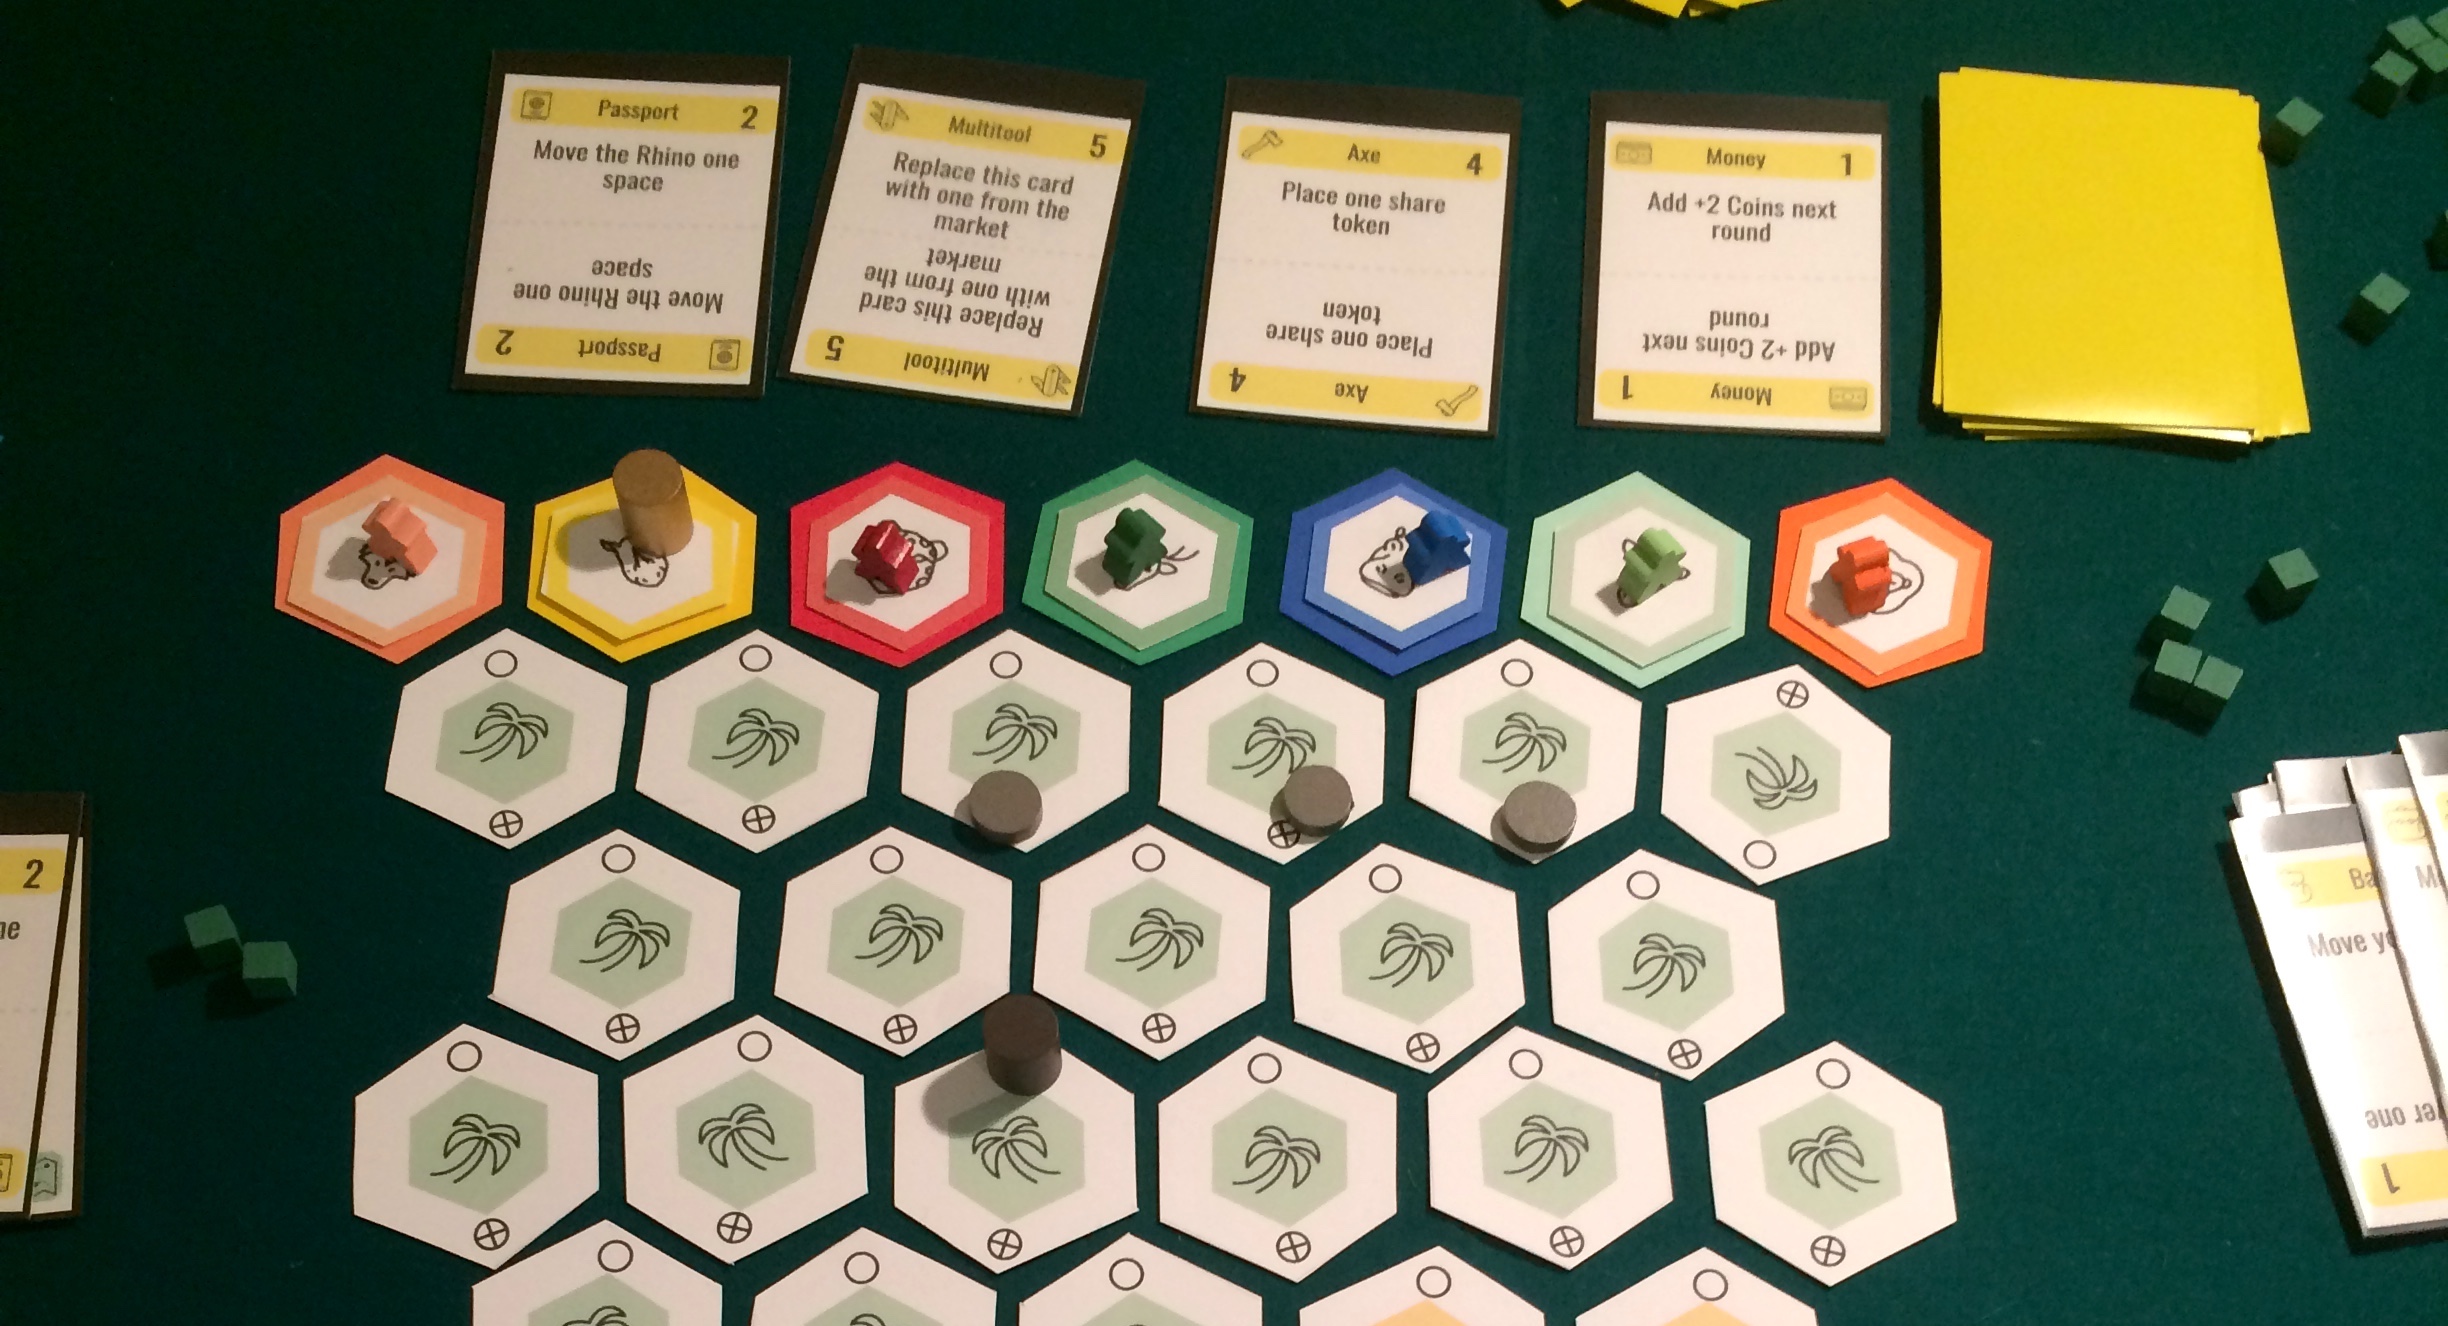 Passport 2
Move the Rhino one
space
Move the Rhino one
space
Passport 2
Multitool 5
Replace this card
with one from the
market
Replace this card
with one from the
market
Multitool 5
Axe 4
Place one share
token
Place one share
token
Axe 4
Money 1
Add +2 Coins next
round
Add +2 Coins next
round
Money 1
2
Move
one
1